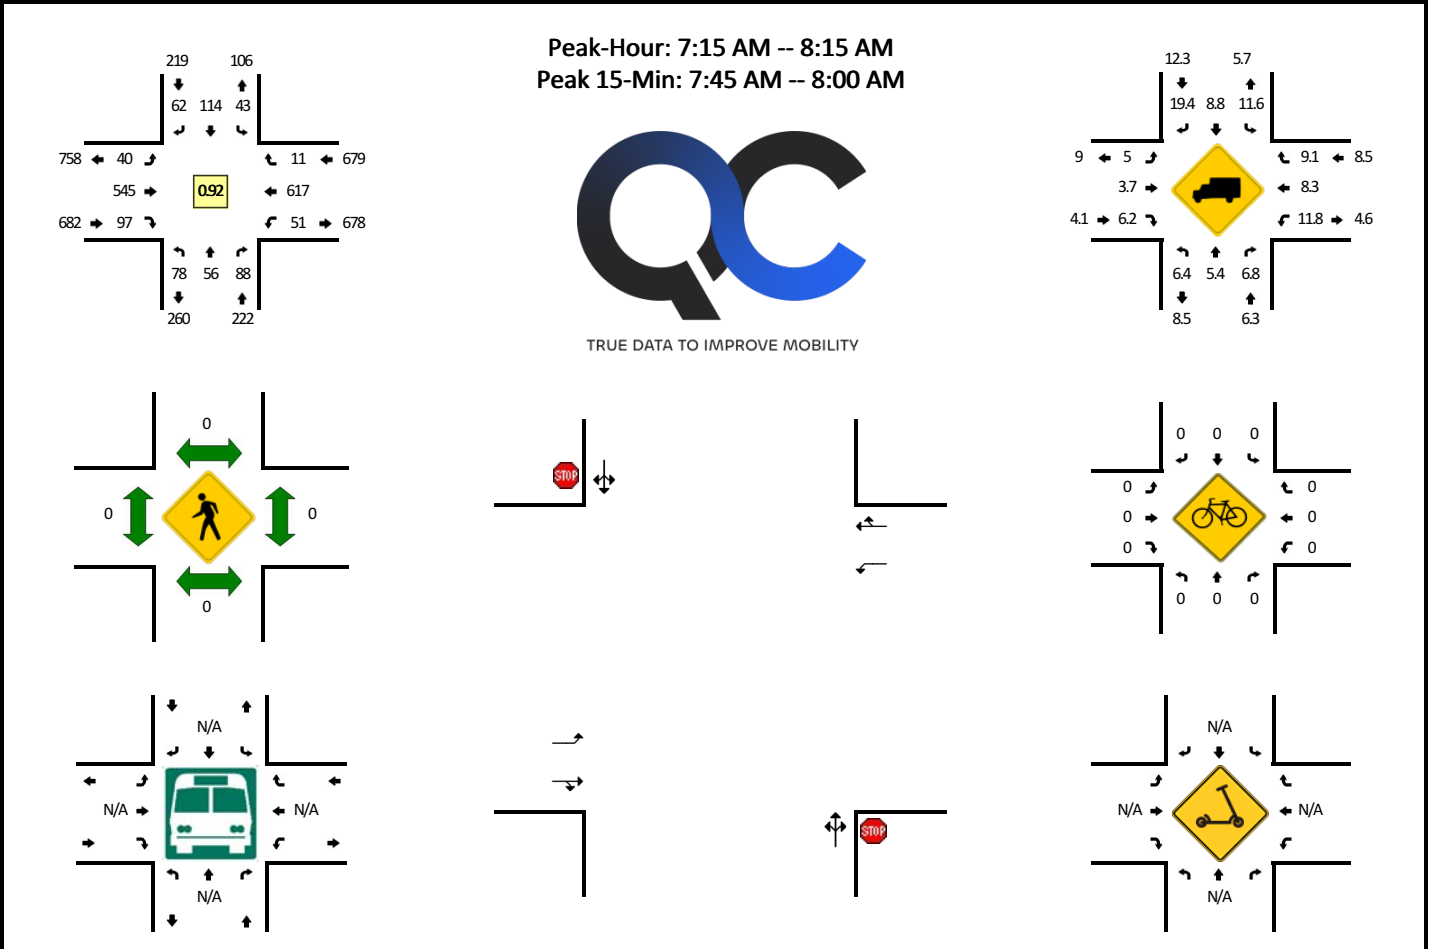 Peak-Hour: 7:15 AM -- 8:15 AM
Peak 15-Min: 7:45 AM -- 8:00 AM
219 106
62 114 43
758 40 11 679
545 0.92 617
682 97 51 678
78 56 88
260 222
QC
TRUE DATA TO IMPROVE MOBILITY
12.3 5.7
19.4 8.8 11.6
9 5 9.1 8.5
3.7 8.3
4.1 6.2 11.8 4.6
6.4 5.4 6.8
8.5 6.3
0
0 0
0
STOP
STOP
0 0 0
0 0
0 0
0 0
0 0 0
N/A
N/A N/A
N/A
N/A
N/A N/A
N/A